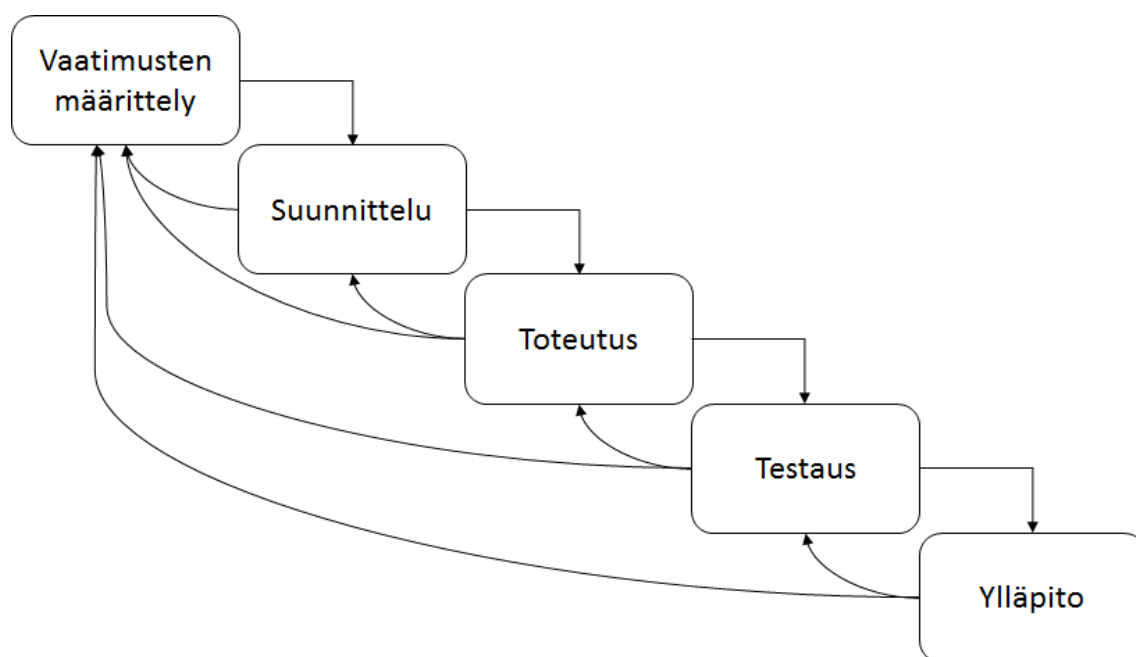 Vaatimusten
määrittely
Suunnittelu
Toteutus
Testaus
Ylläpito